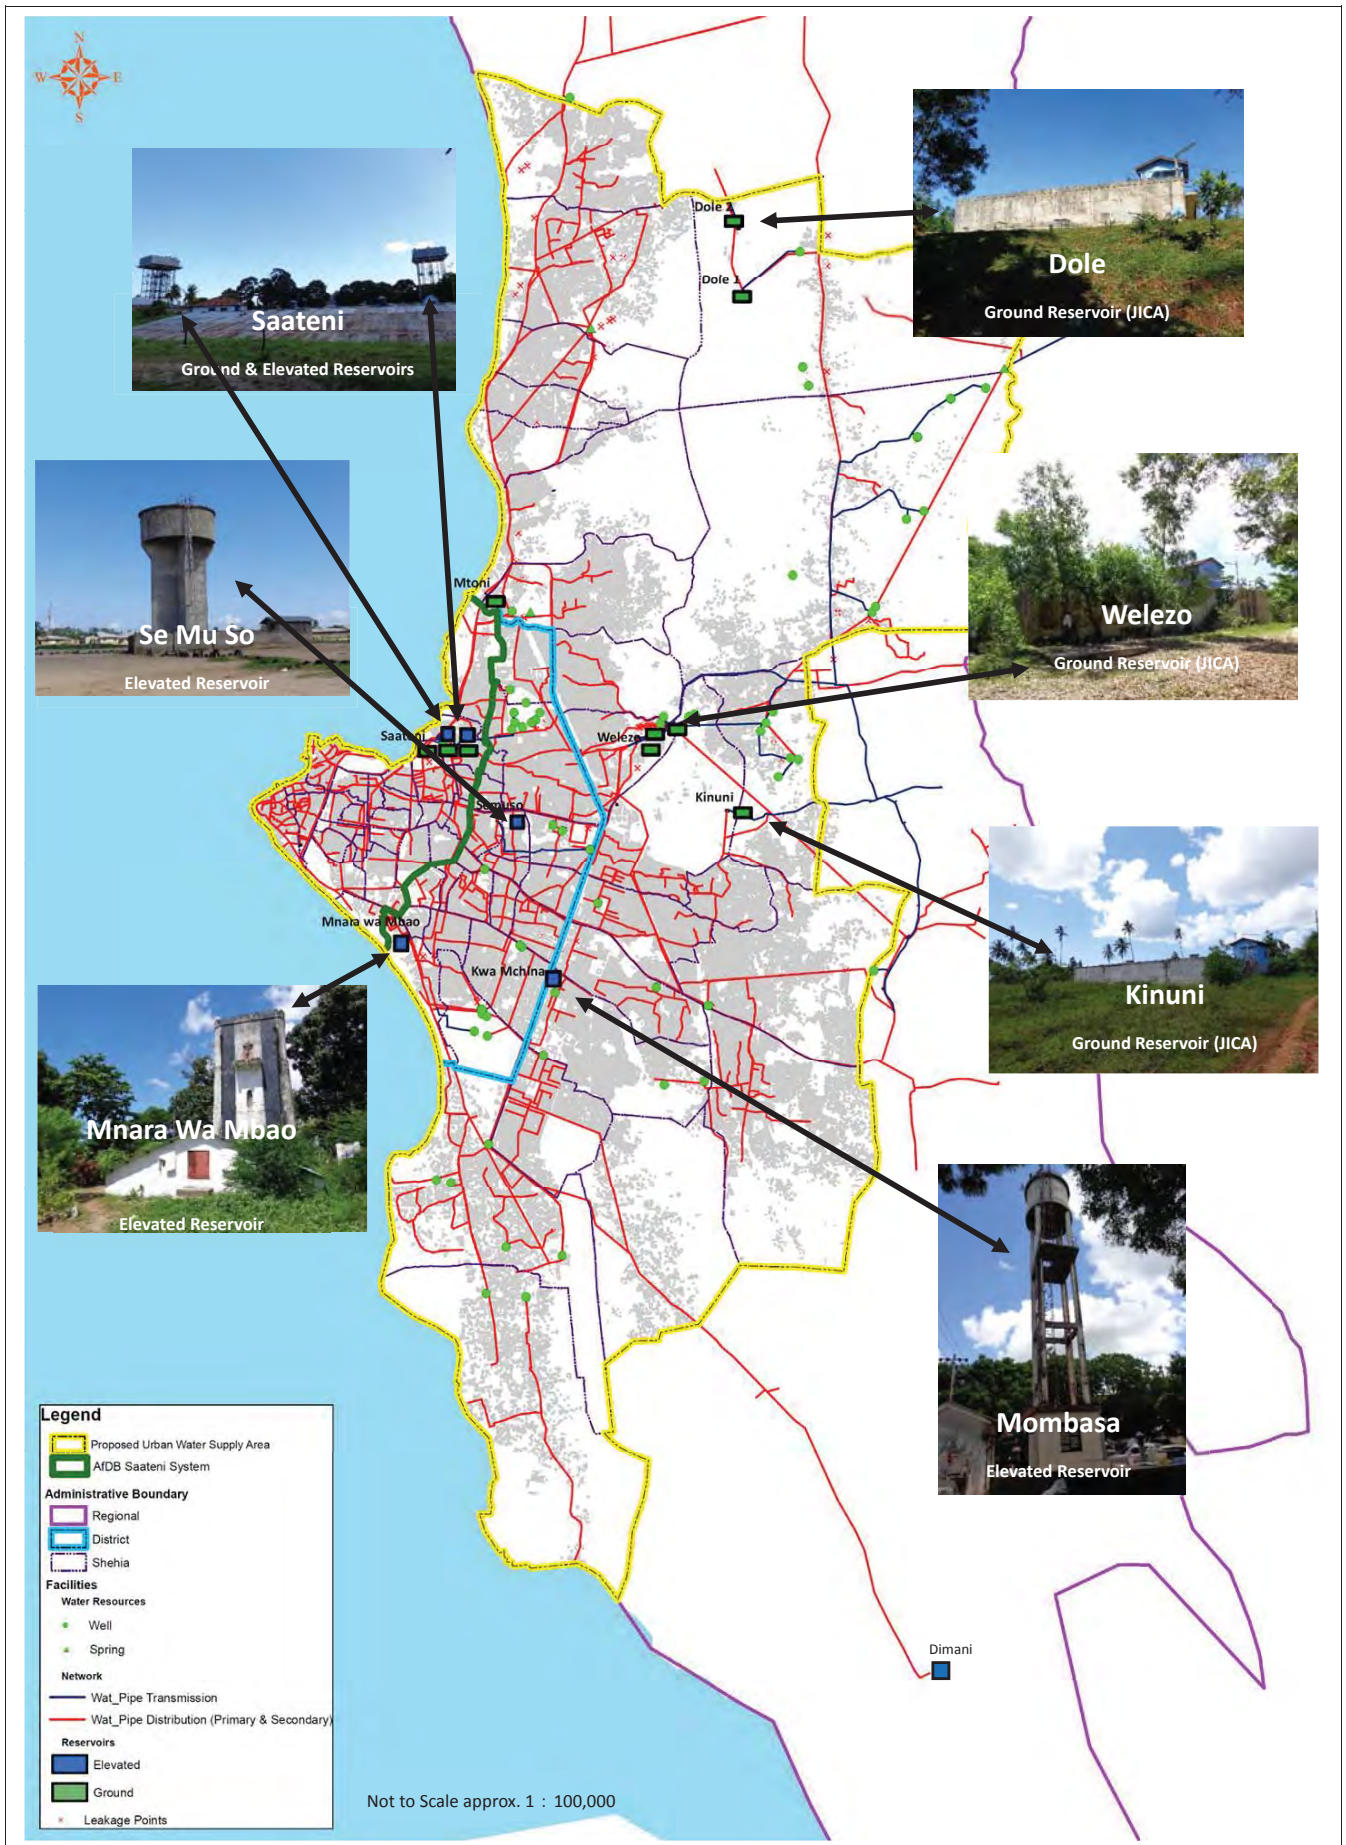 N
W E
S
Dole 2
Dole 1
Dole
Ground Reservoir (JICA)
Saateni
Ground & Elevated Reservoirs
Se Mu So
Elevated Reservoir
Mtoni
Welezo
Ground Reservoir (JICA)
Saateni
Welezo
Kinuni
Semuso
Mnara wa Mbao
Kwa Mchina
Kinuni
Ground Reservoir (JICA)
Mnara Wa Mbao
Elevated Reservoir
Mombasa
Elevated Reservoir
Dimani
Legend
Proposed Urban Water Supply Area
AfDB Saateni System
Administrative Boundary
Regional
District
Shehia
Facilities
Water Resources
Well
Spring
Network
Wat_Pipe Transmission
Wat_Pipe Distribution (Primary & Secondary)
Reservoirs
Elevated
Ground
Leakage Points
Not to Scale approx. 1 : 100,000